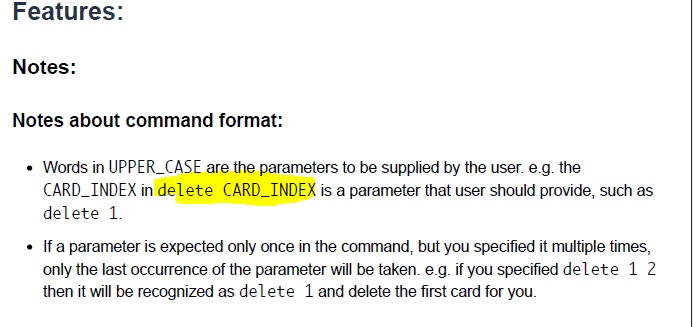 Features:
Notes:
Notes about command format:
• Words in UPPER_CASE are the parameters to be supplied by the user. e.g. the
CARD_INDEX in delete CARD_INDEX is a parameter that user should provide, such as
delete 1.
• If a parameter is expected only once in the command, but you specified it multiple times,
only the last occurrence of the parameter will be taken. e.g. if you specified delete 1 2
then it will be recognized as delete 1 and delete the first card for you.